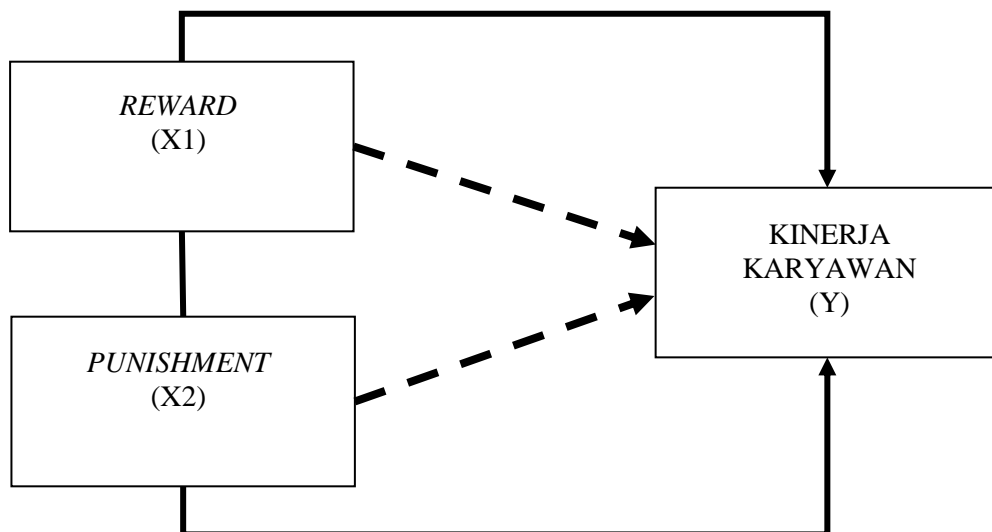 REWARD
(X1)
PUNISHMENT
(X2)
KINERJA
KARYAWAN
(Y)